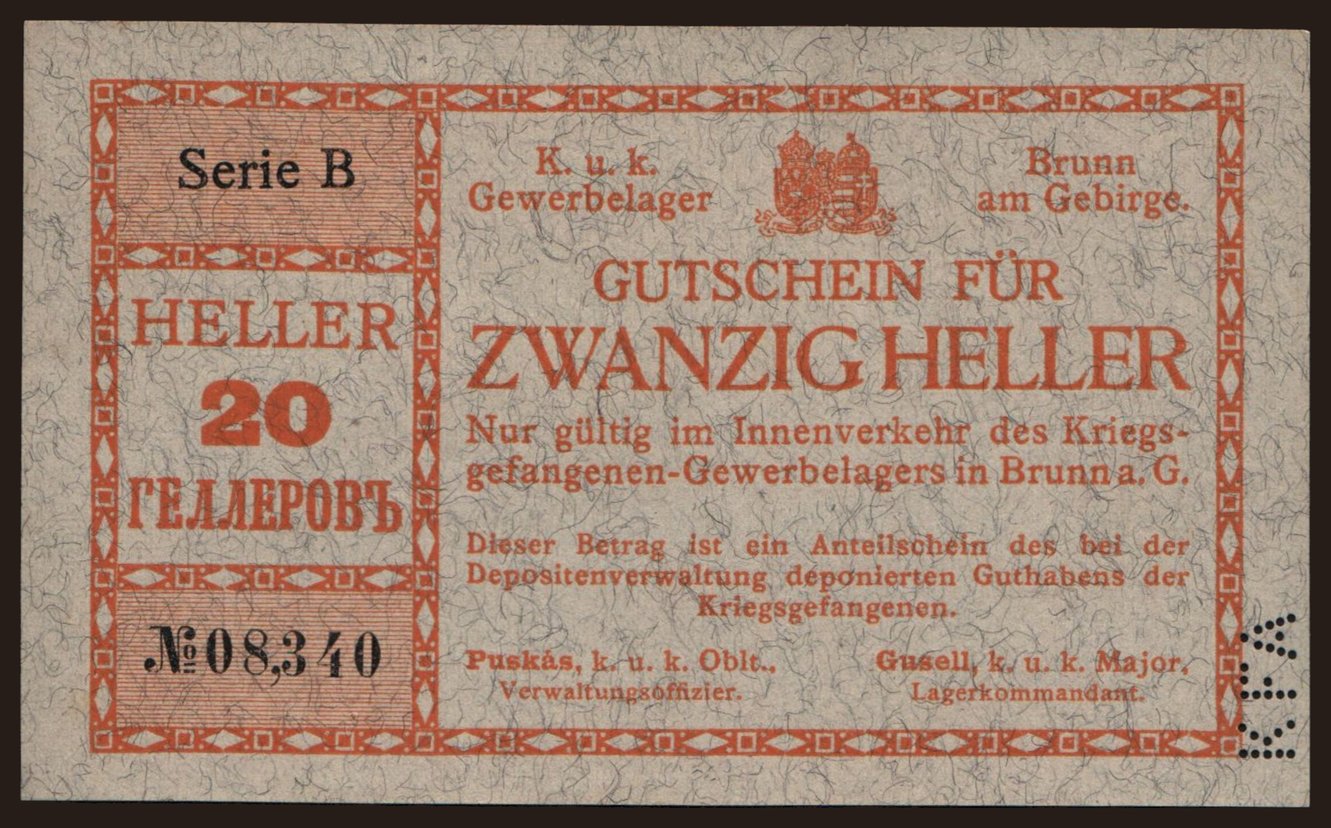 Serie B
HELLER
20
ГЕЛЛЕРОВЪ
№ 08,340
K. u. k.
Gewerbelager
Brunn
am Gebirge.
GUTSCHEIN FÜR
ZWANZIG HELLER
Nur gültig im Innenverkehr des Kriegs-
gefangenen-Gewerbelagers in Brunn a. G.
Dieser Betrag ist ein Anteilschein des bei der
Depositenverwaltung deponierten Guthabens der
Kriegsgefangenen.
Puskás, k. u. k. Oblt.,
Verwaltungsoffizier.
Gusell, k. u. k. Major,
Lagerkommandant.
K F A